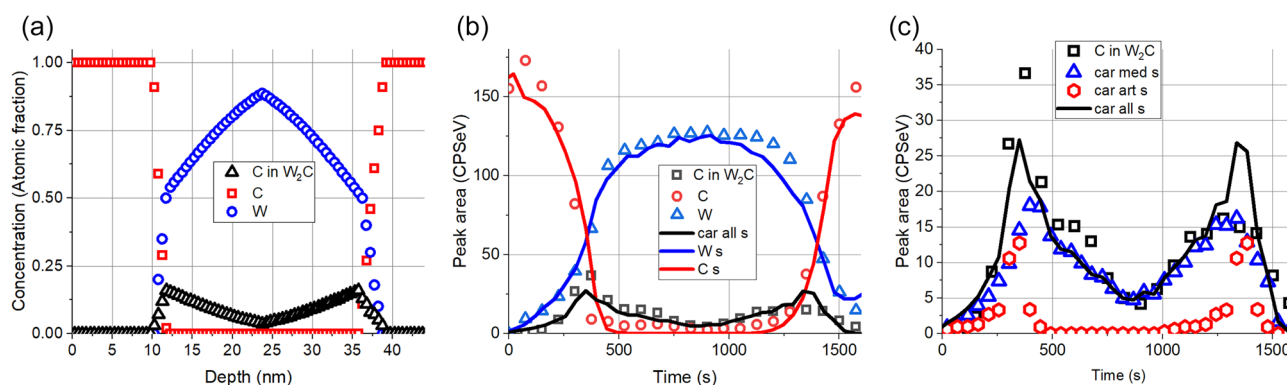 (a)
Concentration (Atomic fraction)
1.00
0.75
0.50
0.25
0.00
C in W₂C
C
W
0 5 10 15 20 25 30 35 40
Depth (nm)
(b)
Peak area (CPSeV)
150
100
50
0
C in W₂C
C
W
car all s
W s
C s
0 500 1000 1500
Time (s)
(c)
Peak area (CPSeV)
40
35
30
25
20
15
10
5
0
C in W₂C
car med s
car art s
car all s
0 500 1000 1500
Time (s)